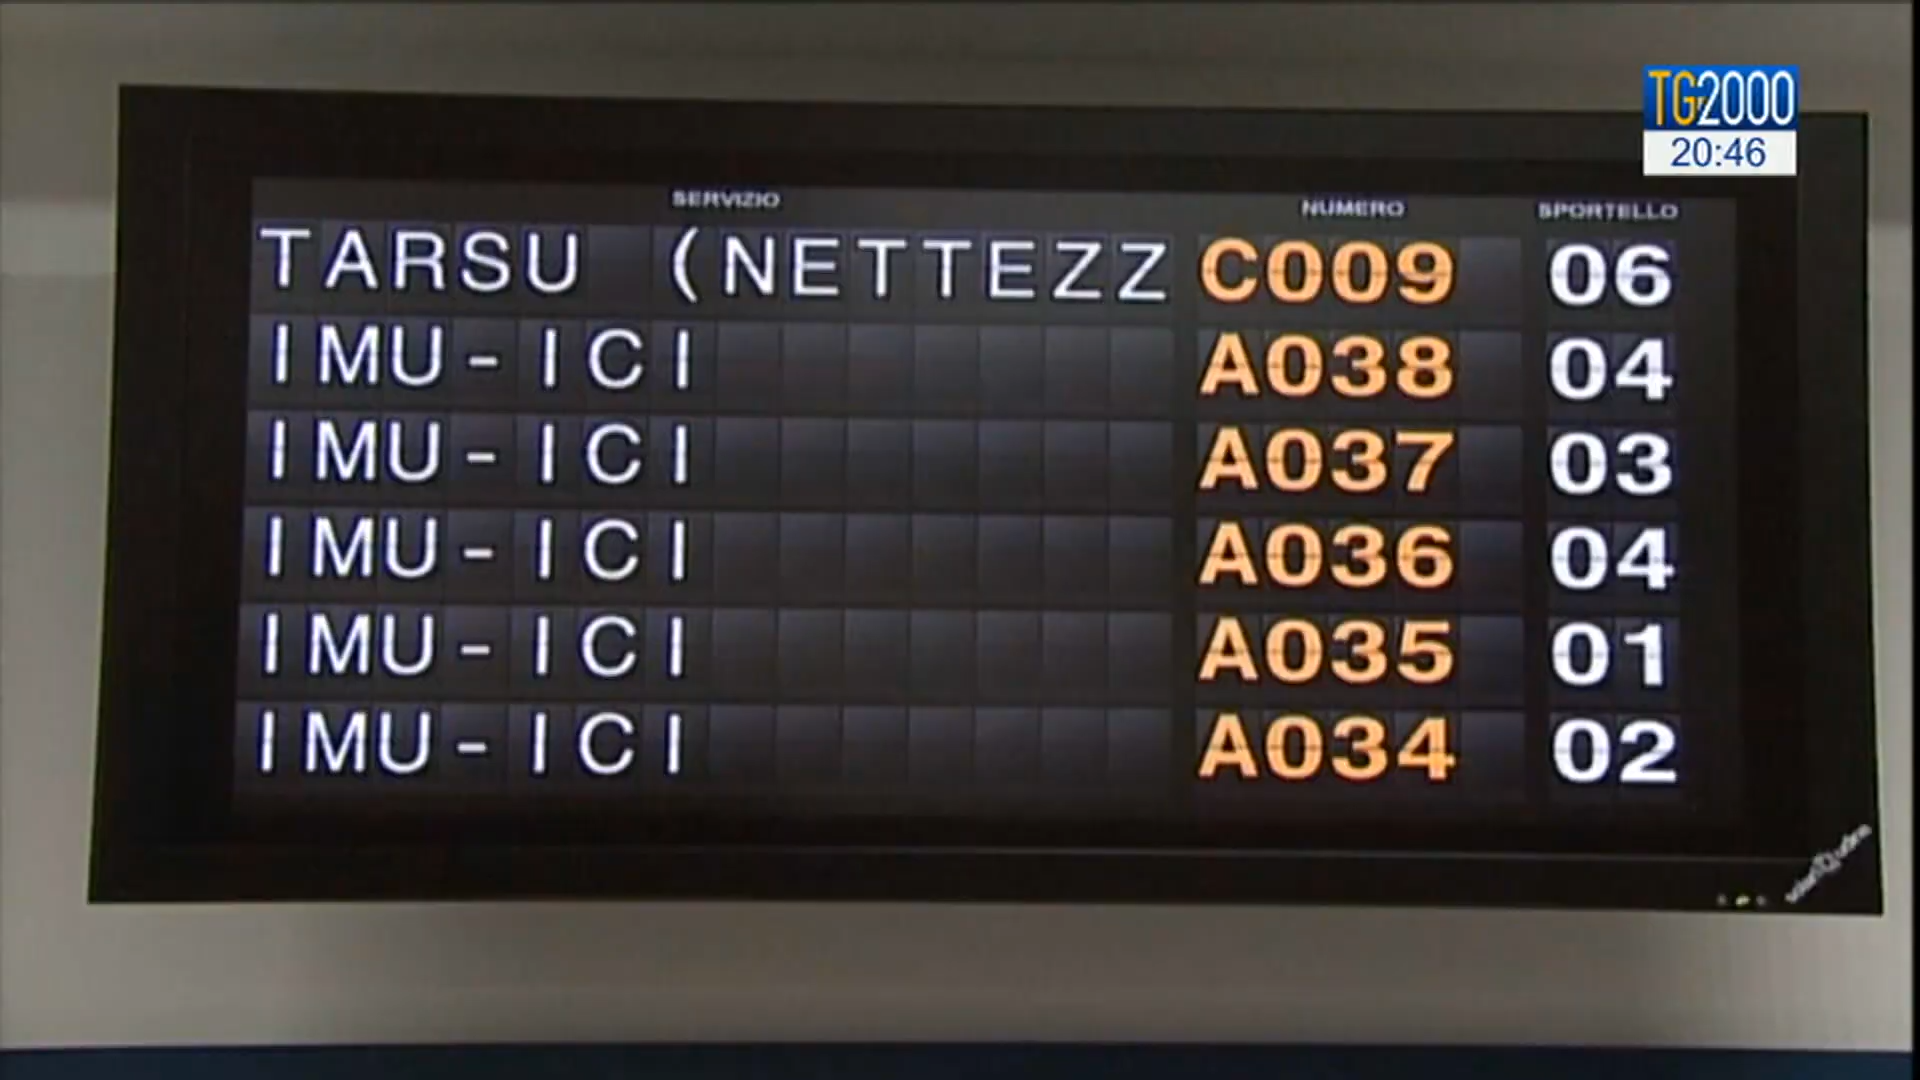 TG2000
20:46
SERVIZIO NUMERO SPORTELLO
TARSU (NETTEZZ C009 06
IMU-ICI A038 04
IMU-ICI A037 03
IMU-ICI A036 04
IMU-ICI A035 01
IMU-ICI A034 02